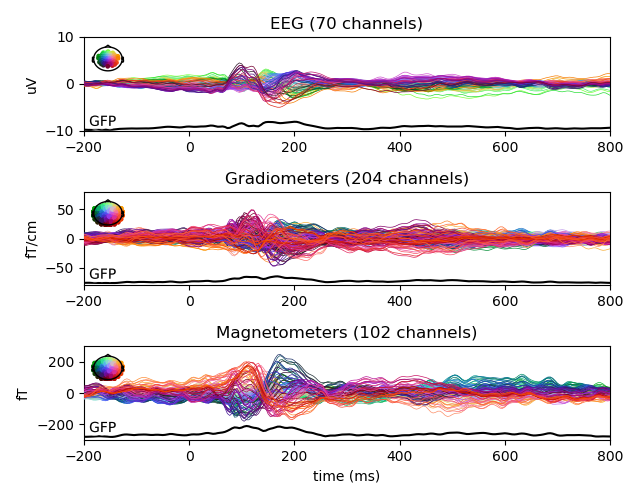 EEG (70 channels)
10
0
−10
uV
GFP
−200 0 200 400 600 800
Gradiometers (204 channels)
50
0
−50
fT/cm
GFP
−200 0 200 400 600 800
Magnetometers (102 channels)
200
0
−200
fT
GFP
−200 0 200 400 600 800
time (ms)